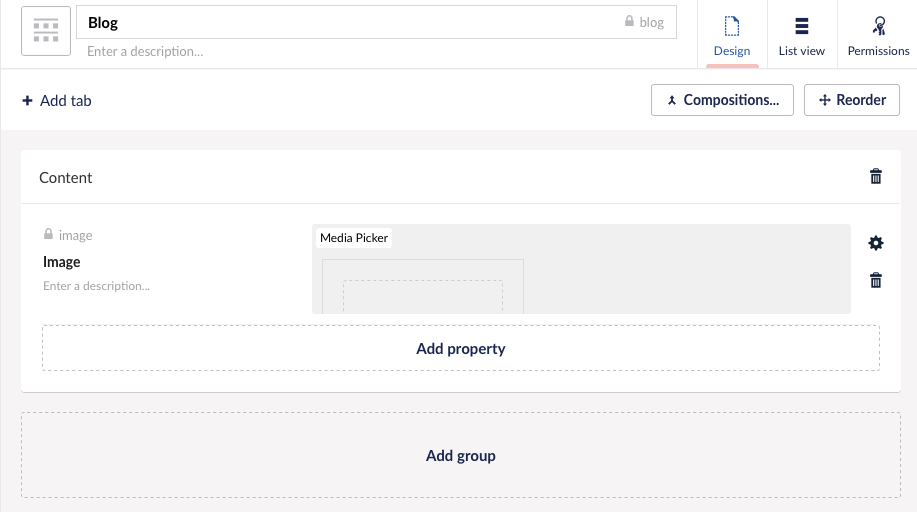 Blog
blog
Enter a description...
Design
List view
Permissions
Add tab
Compositions...
Reorder
Content
image
Image
Enter a description...
Media Picker
Add property
Add group